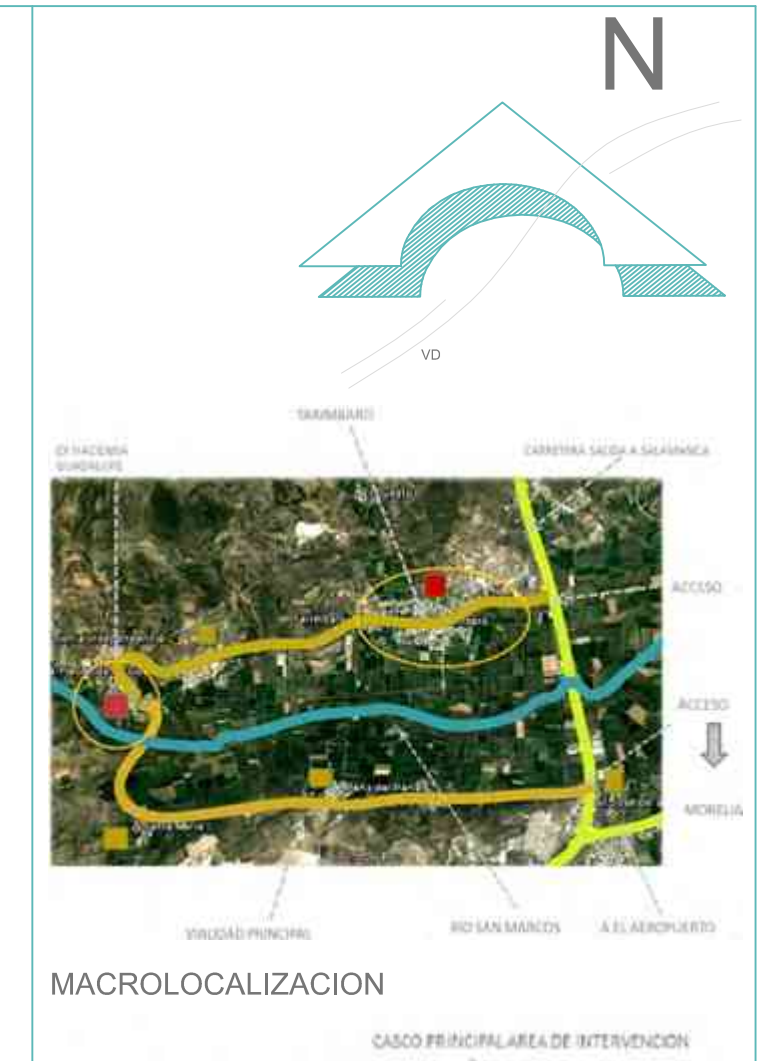 N
VD
TARIMBARO
EX HACIENDA
GUADALUPE
CARRETERA SALIDA A SALAMANCA
ACCESO
ACCESO
MORELIA
VIALIDAD PRINCIPAL
RIO SAN MARCOS
A EL AEROPUERTO
MACROLOCALIZACION
CASCO PRINCIPAL AREA DE INTERVENCION